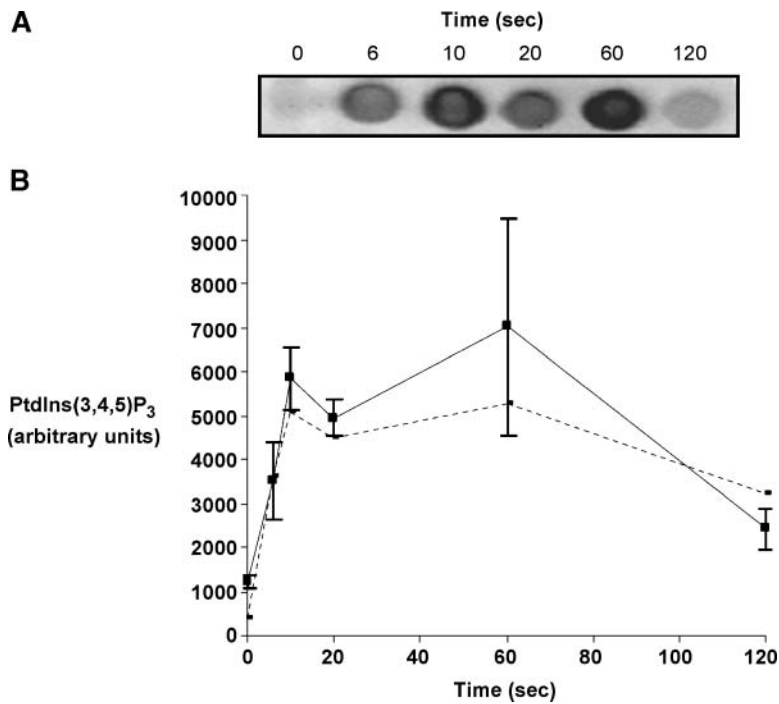 A
Time (sec)
0 6 10 20 60 120
B
10000
9000
8000
7000
6000
5000
4000
3000
2000
1000
0
PtdIns(3,4,5)P3
(arbitrary units)
0 20 40 60 80 100 120
Time (sec)